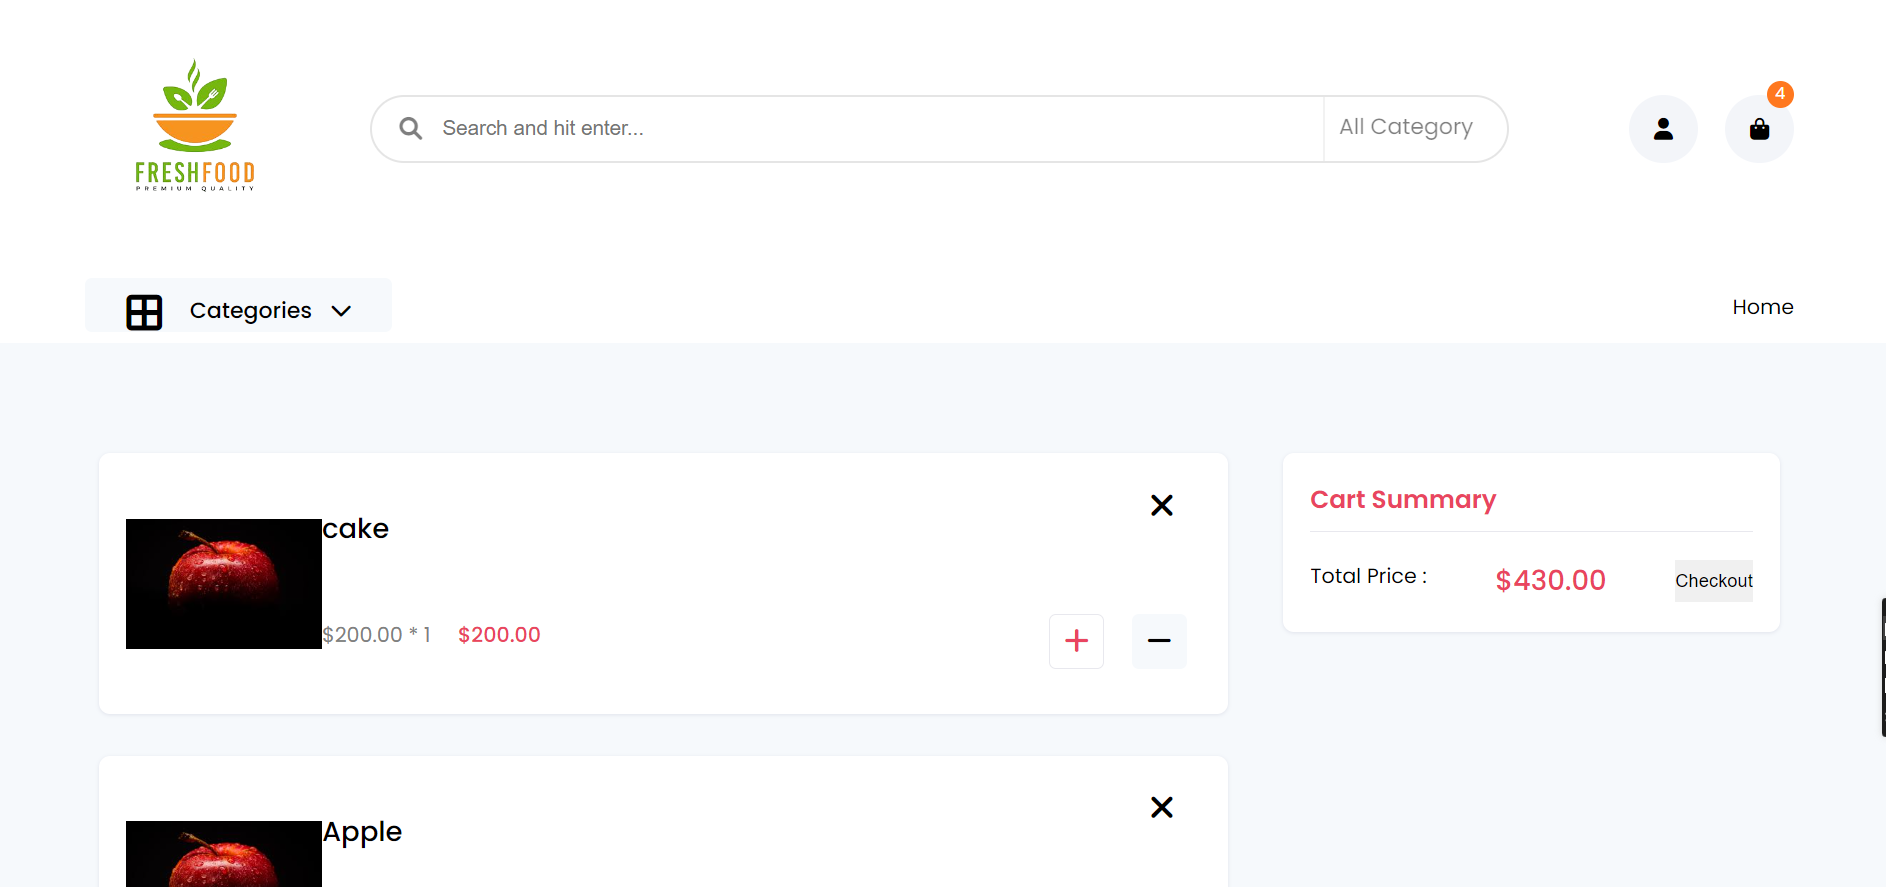 FRESHFOOD
PREMIUM QUALITY
Search and hit enter...
All Category
4
Categories
Home
cake
$200.00 * 1 $200.00
Cart Summary
Total Price : $430.00 Checkout
Apple